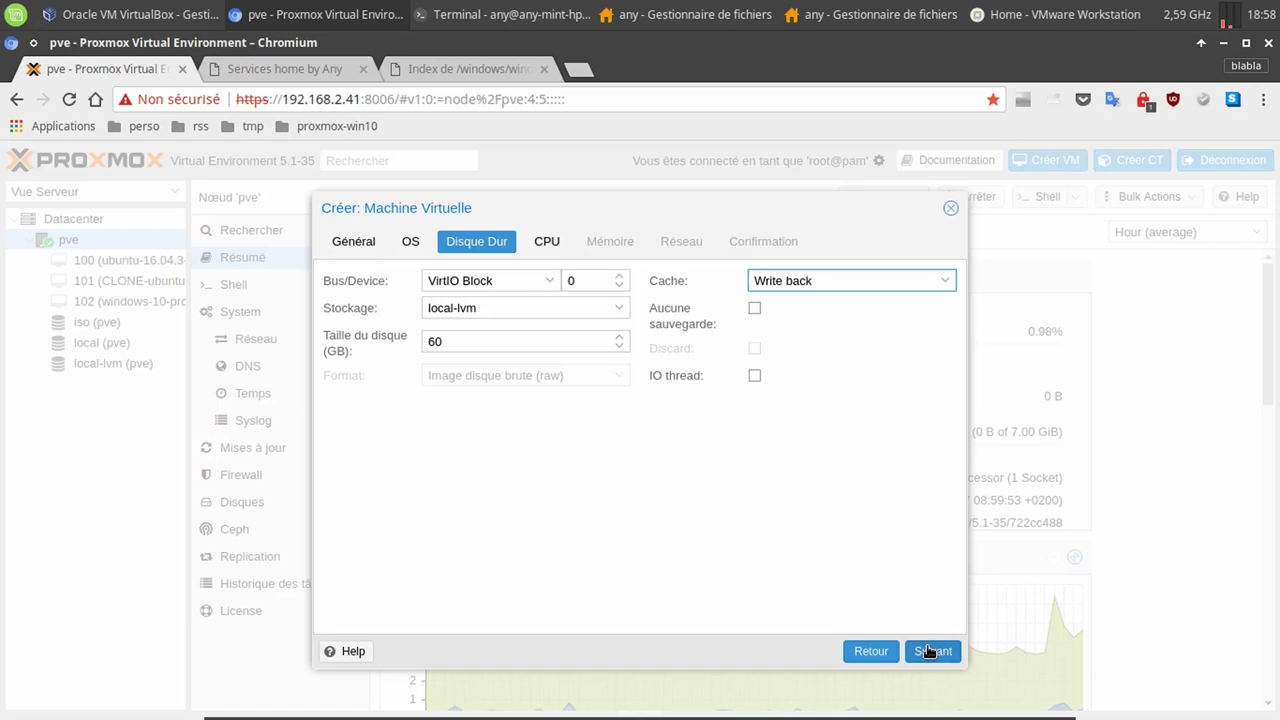 Oracle VM VirtualBox - Gesti...
pve - Proxmox Virtual Enviro...
Terminal - any@any-mint-hp...
any - Gestionnaire de fichiers
any - Gestionnaire de fichiers
Home - VMware Workstation
2,59 GHz
18:58
pve - Proxmox Virtual Environment – Chromium
pve - Proxmox Virtual E
Services home by Any
Index de /windows/win
blabla
Non sécurisé
https://192.168.2.41:8006/#v1:0:=node%2Fpve:4:5:::::
1
Applications
perso
rss
tmp
proxmox-win10
PROXMOX
Virtual Environment 5.1-35
Rechercher
Vous êtes connecté en tant que 'root@pam'
Documentation
Créer VM
Créer CT
Déconnexion
Vue Serveur
Nœud 'pve'
Shell
Bulk Actions
Help
Datacenter
pve
100 (ubuntu-16.04.3-
101 (CLONE-ubuntu
102 (windows-10-pro
iso (pve)
local (pve)
local-lvm (pve)
Rechercher
Résumé
Shell
System
Réseau
DNS
Temps
Syslog
Mises à jour
Firewall
Disques
Ceph
Replication
Historique des tâ
License
Hour (average)
0.98%
0 B
(0 B of 7.00 GiB)
cessor (1 Socket)
08:59:53 +0200)
/5.1-35/722cc488
2
1
Créer: Machine Virtuelle
Général
OS
Disque Dur
CPU
Mémoire
Réseau
Confirmation
Bus/Device:
VirtIO Block
0
Stockage:
local-lvm
Taille du disque
(GB):
60
Format:
Image disque brute (raw)
Cache:
Write back
Aucune
sauvegarde:
Discard:
IO thread:
Help
Retour
Suivant